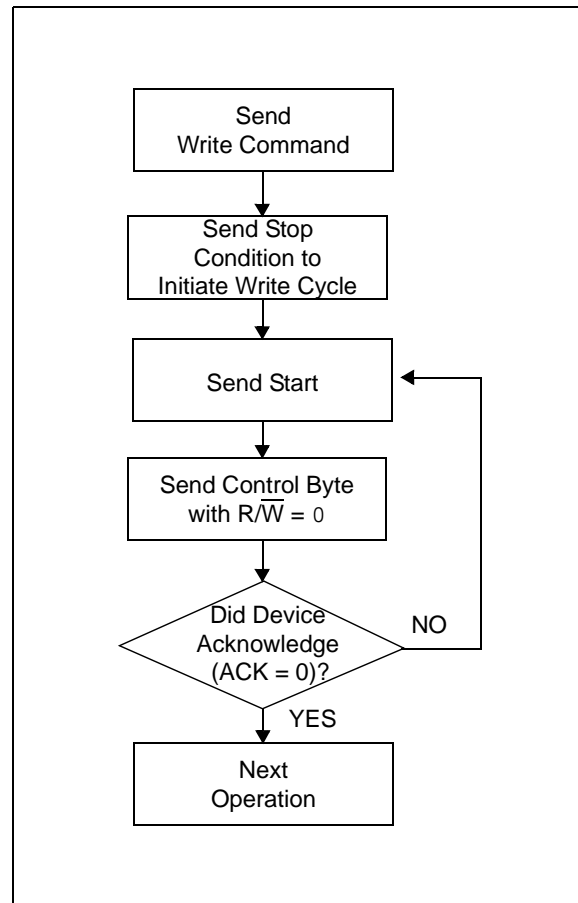 Send
Write Command
Send Stop
Condition to
Initiate Write Cycle
Send Start
Send Control Byte
with R/W̅ = 0
Did Device
Acknowledge
(ACK = 0)?
NO
YES
Next
Operation